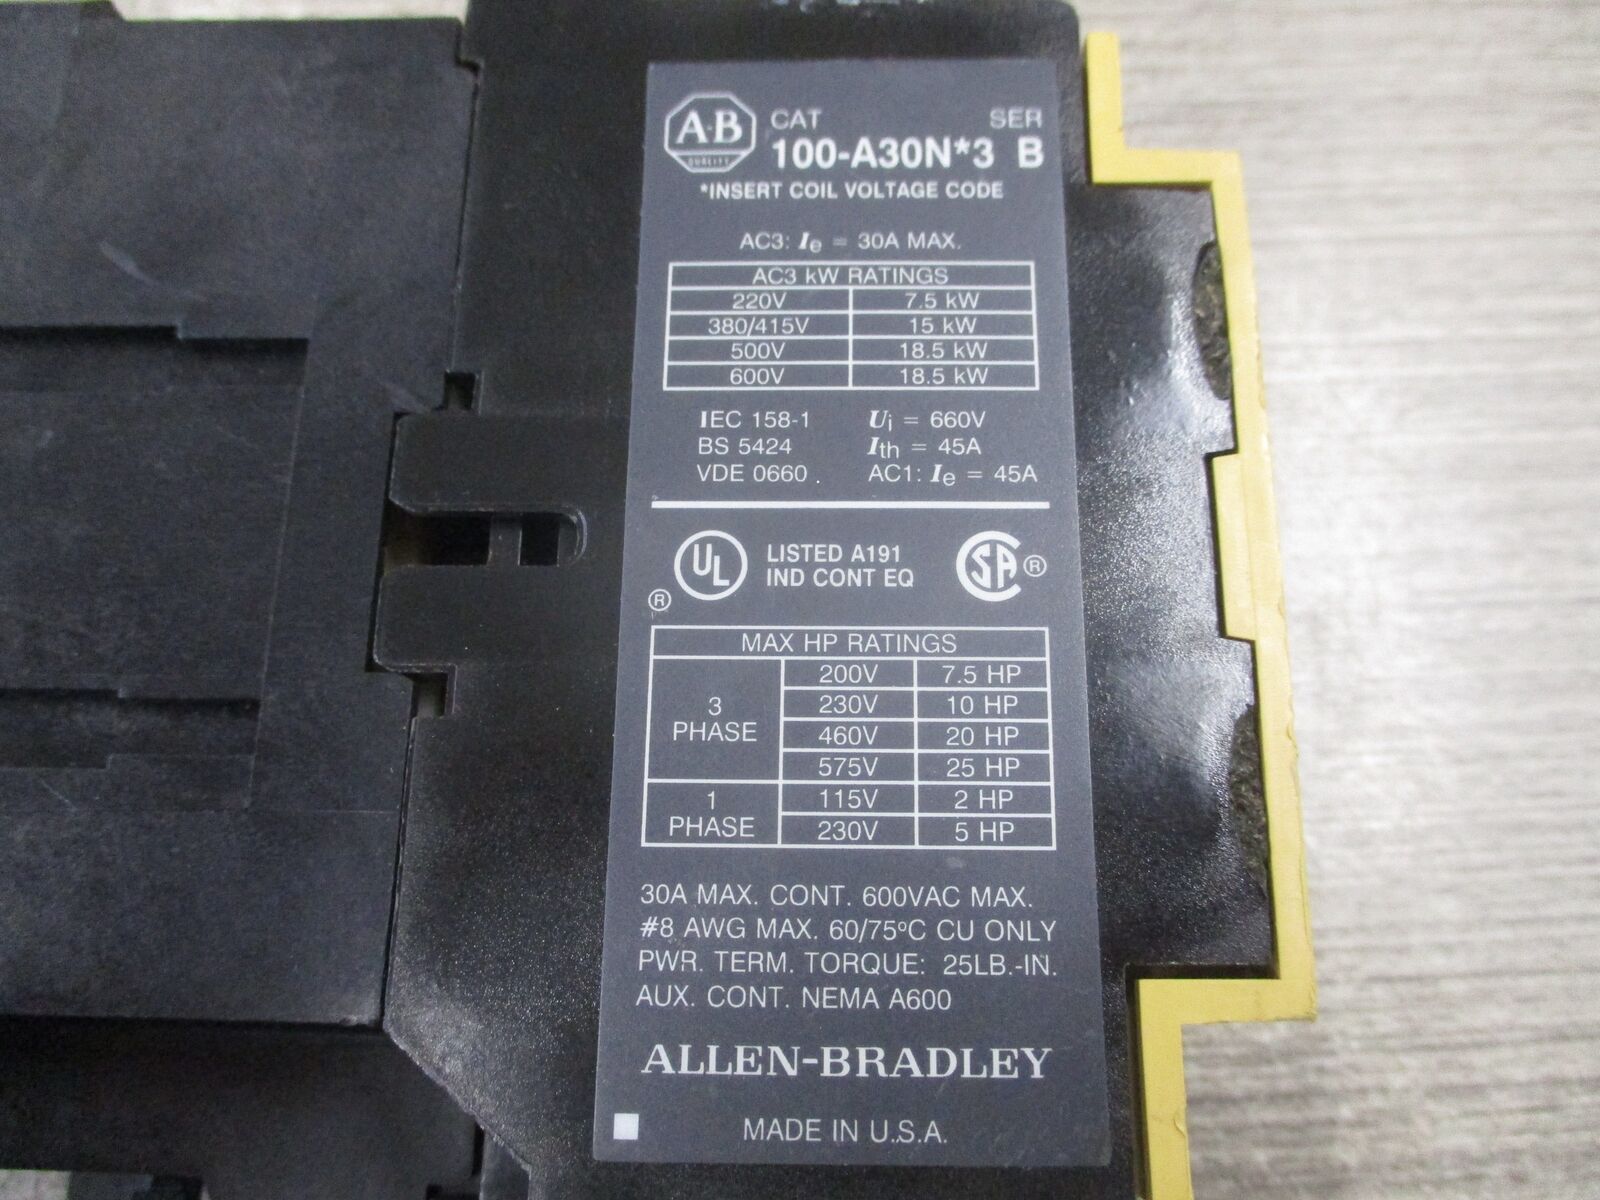 A-B
QUALITY
CAT SER
100-A30N*3 B
*INSERT COIL VOLTAGE CODE
AC3: Ie = 30A MAX.
AC3 kW RATINGS
220V 7.5 kW
380/415V 15 kW
500V 18.5 kW
600V 18.5 kW
IEC 158-1 Ui = 660V
BS 5424 Ith = 45A
VDE 0660 . AC1: Ie = 45A
UL ® LISTED A191
IND CONT EQ
SA ®
MAX HP RATINGS
3 PHASE
200V 7.5 HP
230V 10 HP
460V 20 HP
575V 25 HP
1 PHASE
115V 2 HP
230V 5 HP
30A MAX. CONT. 600VAC MAX.
#8 AWG MAX. 60/75°C CU ONLY
PWR. TERM. TORQUE: 25LB.-IN.
AUX. CONT. NEMA A600
ALLEN-BRADLEY
MADE IN U.S.A.